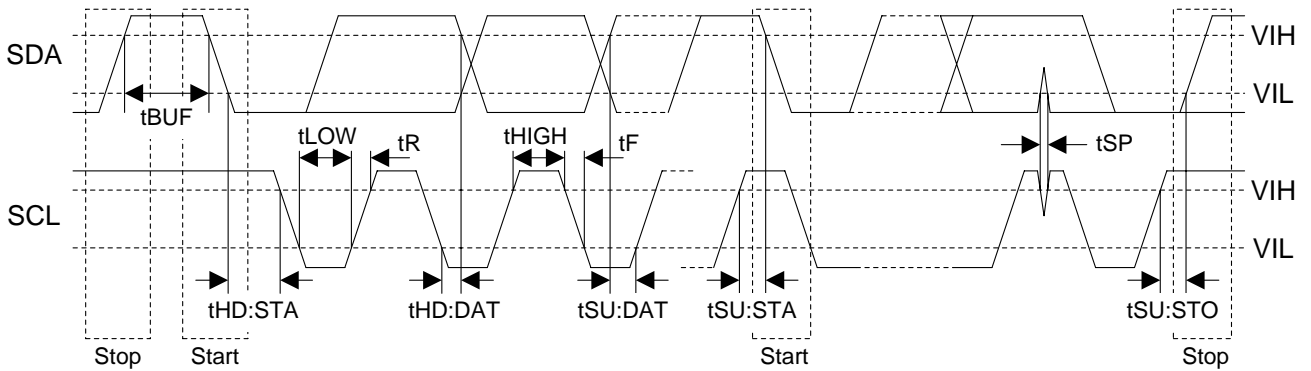 SDA
VIH
VIL
tBUF
tLOW
tR
tHIGH
tF
tSP
SCL
VIH
VIL
tHD:STA
tHD:DAT
tSU:DAT
tSU:STA
tSU:STO
Stop
Start
Start
Stop